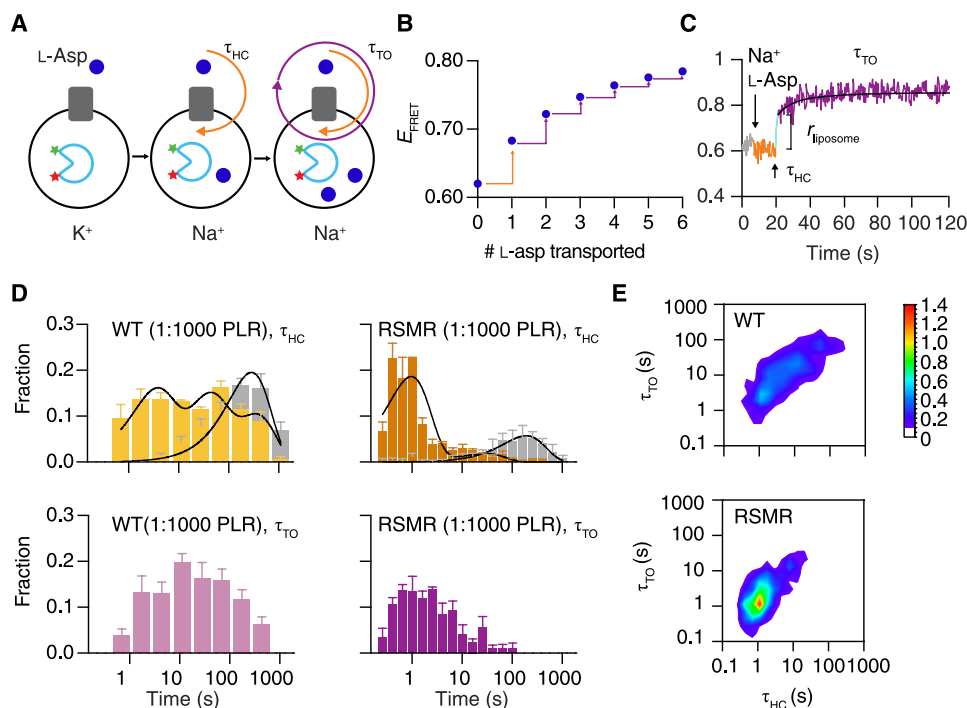 A
L-Asp
τHC
τTO
K+
Na+
Na+
B
EFRET
0.80
0.70
0.60
0 1 2 3 4 5 6
# L-asp transported
C
Na+
L-Asp
τTO
1
0.8
0.6
0.4
rliposome
τHC
0 20 40 60 80 100 120
Time (s)
D
WT (1:1000 PLR), τHC
Fraction
0.3
0.2
0.1
0.0
RSMR (1:1000 PLR), τHC
WT(1:1000 PLR), τTO
Fraction
0.3
0.2
0.1
0.0
1 10 100 1000
Time (s)
RSMR (1:1000 PLR), τTO
1 10 100 1000
Time (s)
E
WT
τTO (s)
1000
100
10
1
0.1
1.4
1.2
1.0
0.8
0.6
0.4
0.2
0
RSMR
τTO (s)
1000
100
10
1
0.1
0.1 1 10 100 1000
τHC (s)